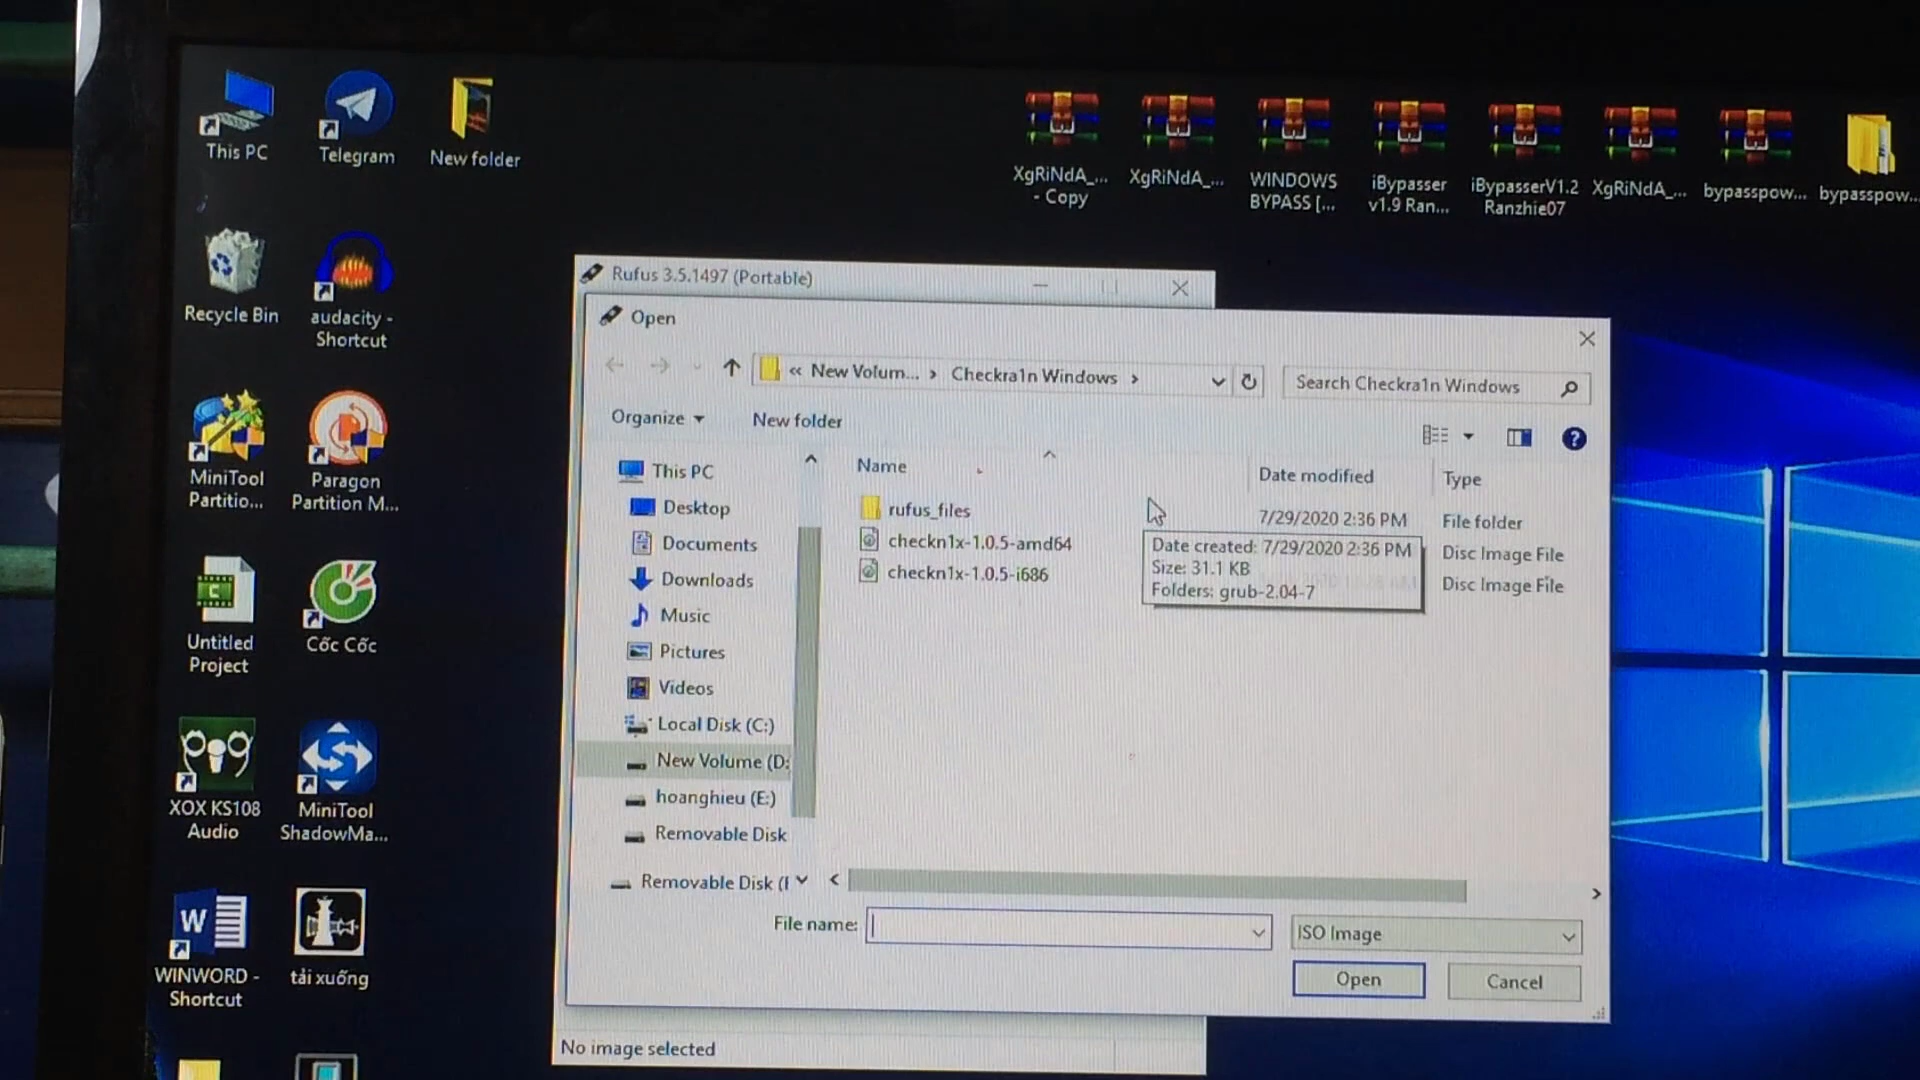 This PC
Telegram
New folder
XgRiNdA_...
- Copy
XgRiNdA_...
WINDOWS
BYPASS [...
iBypasser
v1.9 Ran...
iBypasserV1.2
Ranzhie07
XgRiNdA_...
bypasspow...
bypasspow...
Recycle Bin
audacity -
Shortcut
MiniTool
Partitio...
Paragon
Partition M...
Untitled
Project
Cốc Cốc
XOX KS108
Audio
MiniTool
ShadowMa...
WINWORD -
Shortcut
tải xuống
Rufus 3.5.1497 (Portable)
Open
« New Volum... › Checkra1n Windows ›
Search Checkra1n Windows
Organize
New folder
This PC
Desktop
Documents
Downloads
Music
Pictures
Videos
Local Disk (C:)
New Volume (D:
hoanghieu (E:)
Removable Disk
Removable Disk (
Name
Date modified
Type
rufus_files
7/29/2020 2:36 PM
File folder
checkn1x-1.0.5-amd64
Disc Image File
checkn1x-1.0.5-i686
Disc Image File
Date created: 7/29/2020 2:36 PM
Size: 31.1 KB
Folders: grub-2.04-7
File name:
ISO Image
Open
Cancel
No image selected